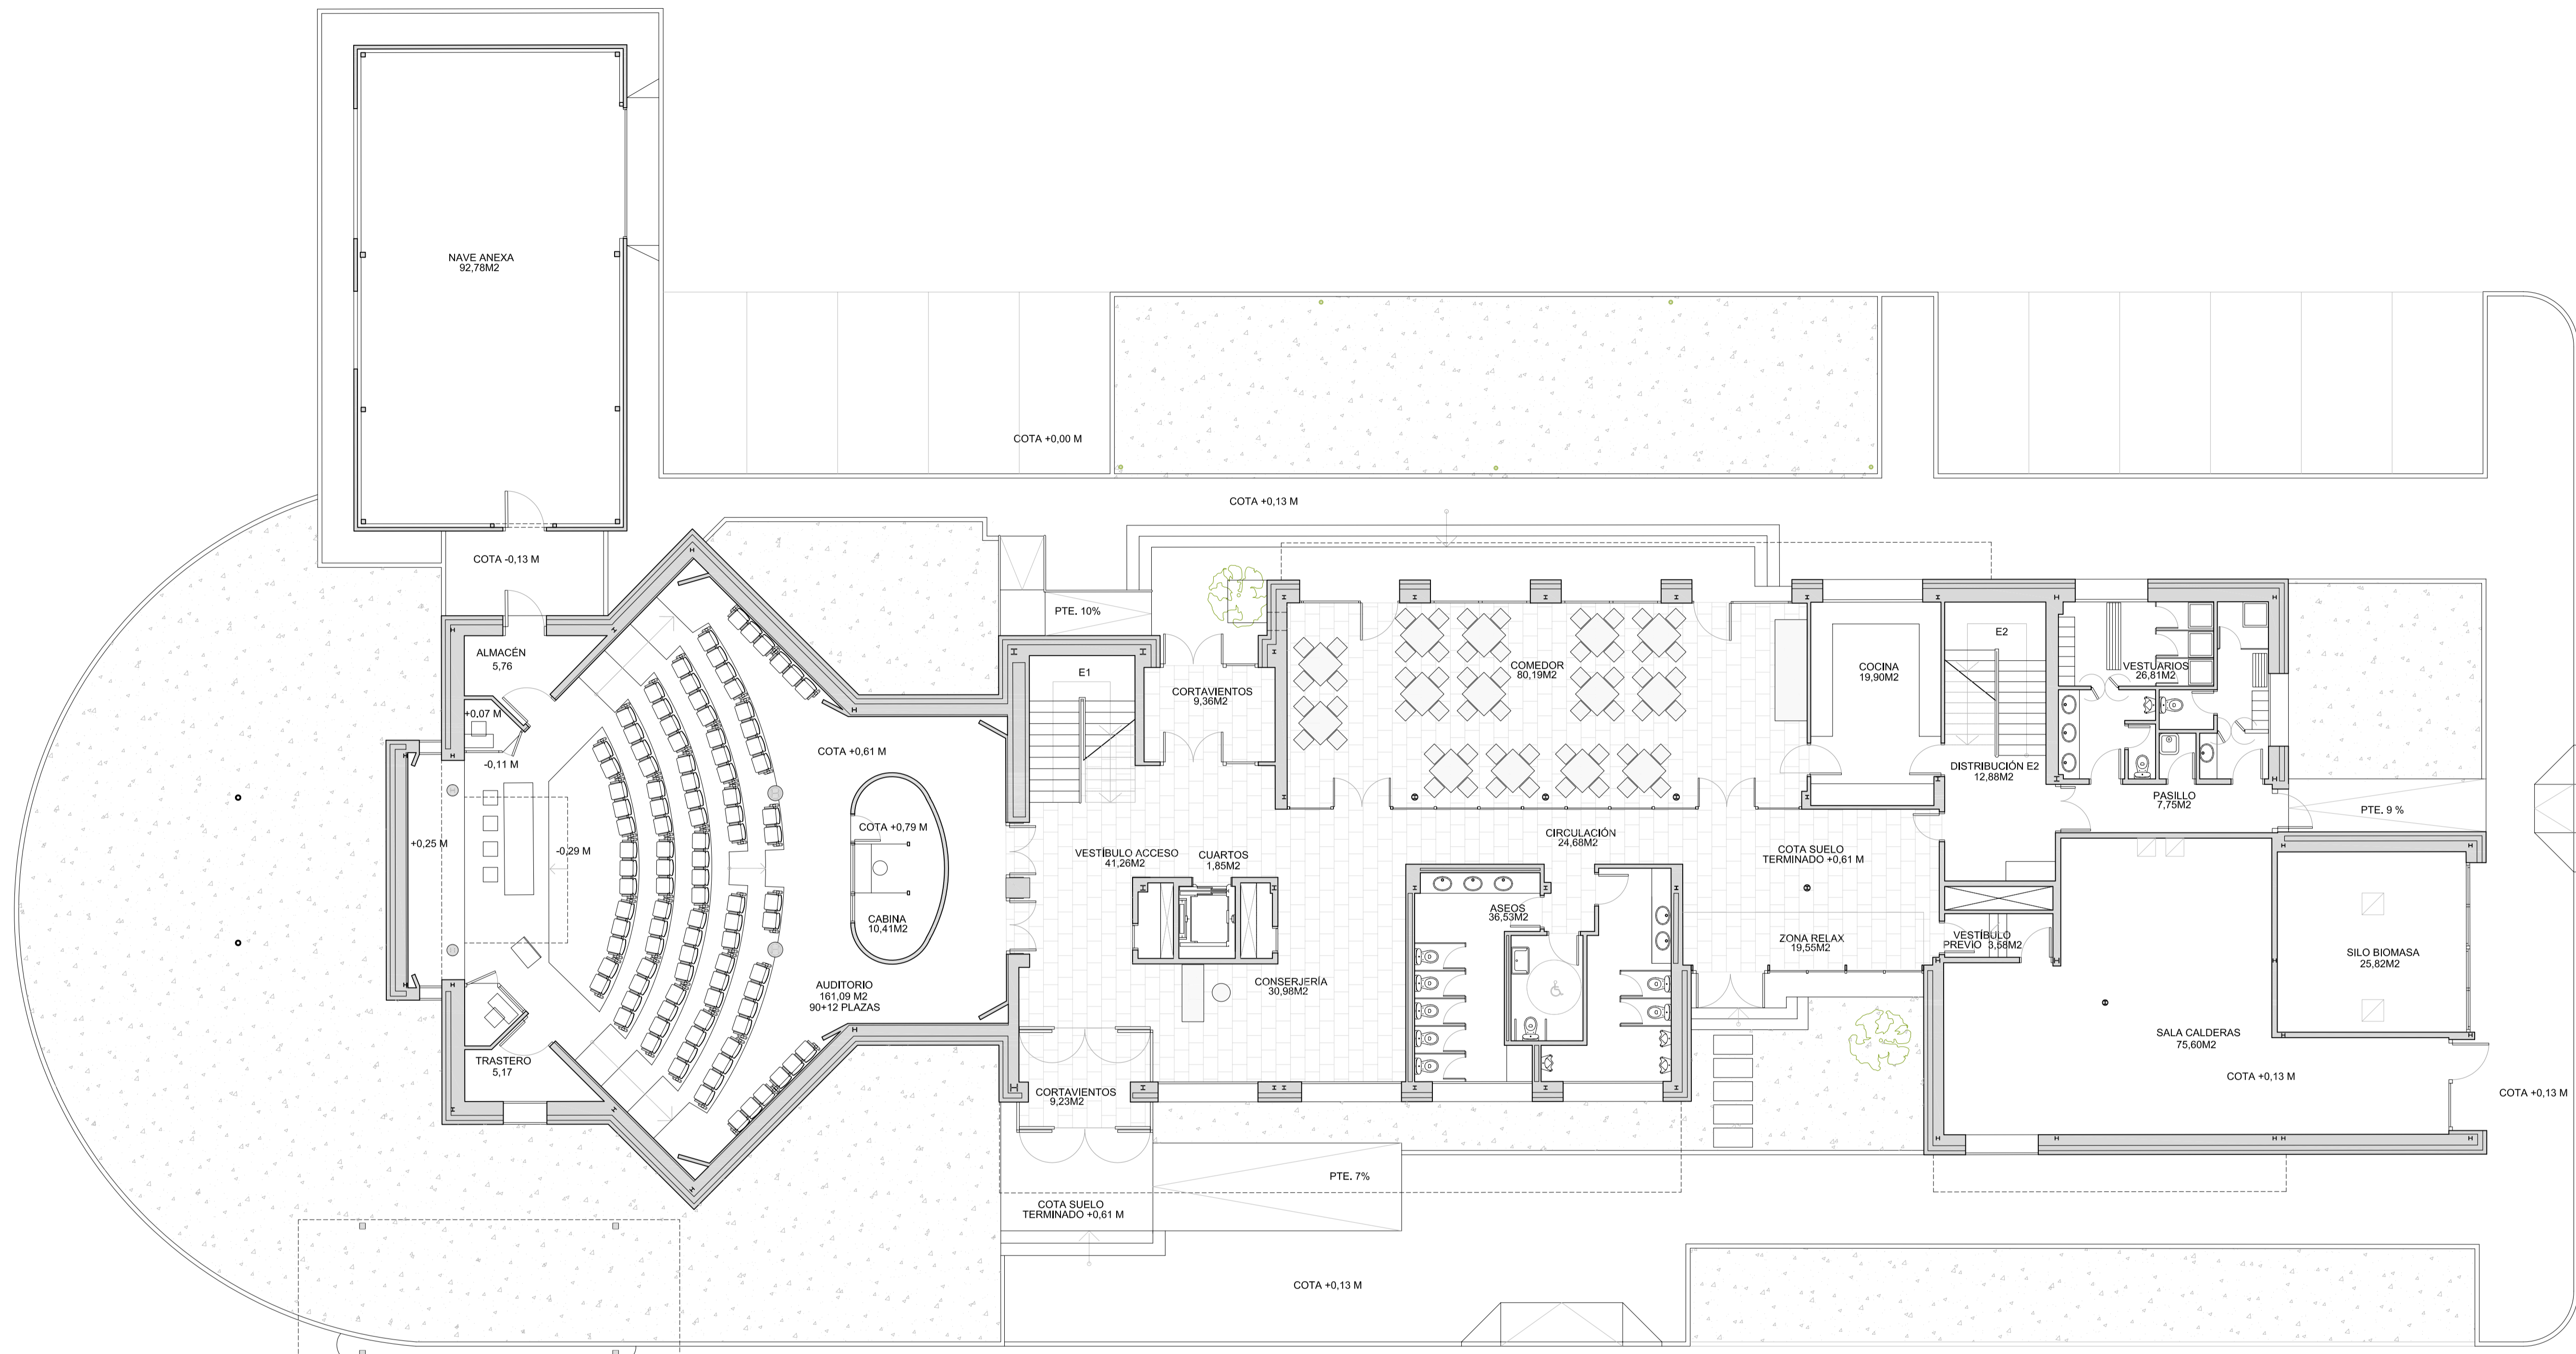 NAVE ANEXA
92,78M2
COTA +0,00 M
COTA +0,13 M
COTA -0,13 M
PTE. 10%
ALMACÉN
5,76
+0,07 M
-0,11 M
+0,25 M
-0,29 M
COTA +0,61 M
COTA +0,79 M
CABINA
10,41M2
AUDITORIO
161,09 M2
90+12 PLAZAS
TRASTERO
5,17
E1
CORTAVIENTOS
9,36M2
COMEDOR
80,19M2
COCINA
19,90M2
E2
VESTUARIOS
26,81M2
DISTRIBUCIÓN E2
12,88M2
PASILLO
7,75M2
PTE. 9 %
VESTÍBULO ACCESO
41,26M2
CUARTOS
1,85M2
CIRCULACIÓN
24,68M2
COTA SUELO
TERMINADO +0,61 M
ASEOS
36,53M2
ZONA RELAX
19,55M2
VESTÍBULO
PREVIO 3,58M2
SILO BIOMASA
25,82M2
CONSERJERÍA
30,98M2
SALA CALDERAS
75,60M2
COTA +0,13 M
COTA +0,13 M
CORTAVIENTOS
9,23M2
PTE. 7%
COTA SUELO
TERMINADO +0,61 M
COTA +0,13 M